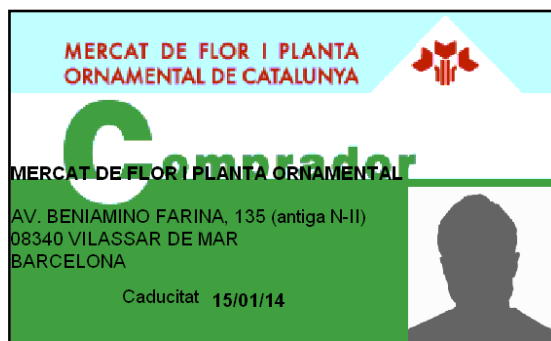 MERCAT DE FLOR I PLANTA
ORNAMENTAL DE CATALUNYA
Comprador
MERCAT DE FLOR I PLANTA ORNAMENTAL
AV. BENIAMINO FARINA, 135 (antiga N-II)
08340 VILASSAR DE MAR
BARCELONA
Caducitat 15/01/14